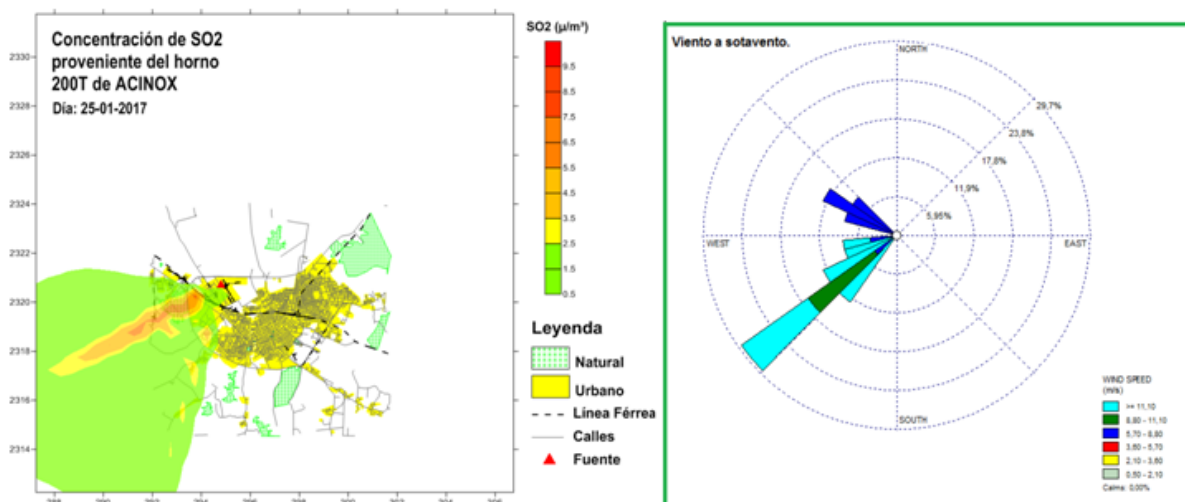 Concentración de SO2
proveniente del horno
200T de ACINOX
Día: 25-01-2017
2330
2328
2326
2324
2322
2320
2318
2316
2314
SO2 (µ/m³)
9.5
8.5
7.5
6.5
5.5
4.5
3.5
2.5
1.5
0.5
Leyenda
Natural
Urbano
Línea Férrea
Calles
Fuente
Viento a sotavento.
NORTH
29,7%
23,8%
17,8%
11,9%
5,95%
WEST
EAST
SOUTH
WIND SPEED
(m/s)
>= 11,10
8,80 - 11,10
5,70 - 8,80
3,60 - 5,70
2,10 - 3,60
0,50 - 2,10
Calms: 0,00%